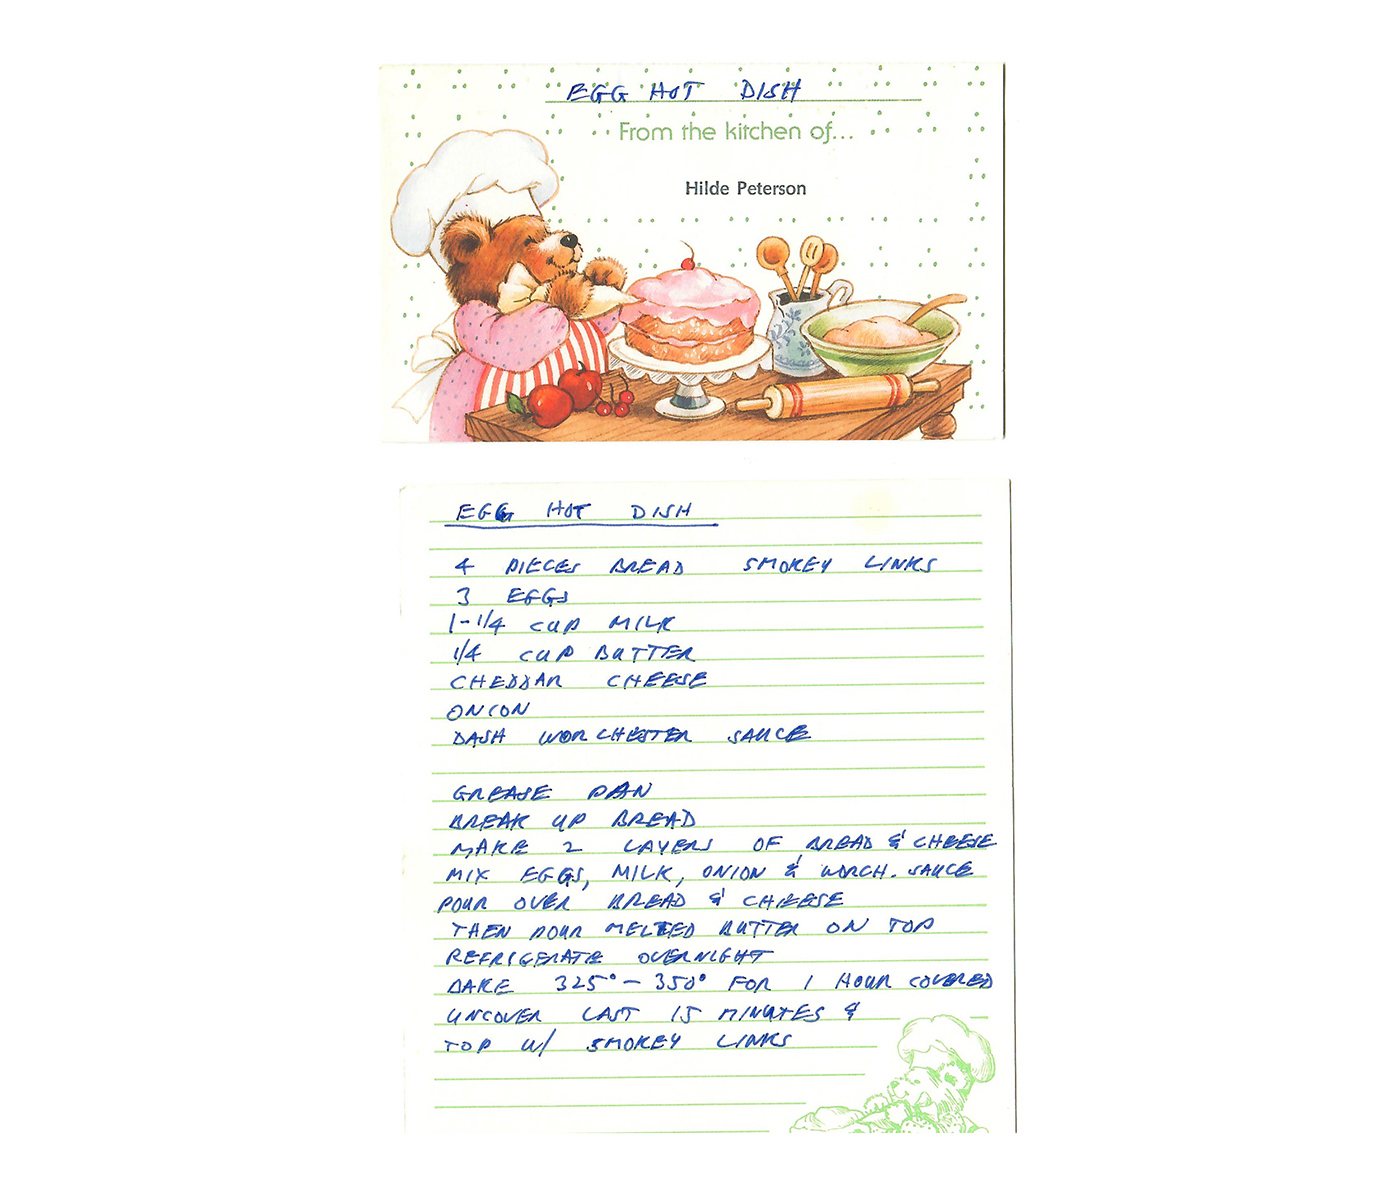 EGG HOT DISH
From the kitchen of...
Hilde Peterson
EGG HOT DISH
4 PIECES BREAD SMOKEY LINKS
3 EGGS
1-1/4 CUP MILK
1/4 CUP BUTTER
CHEDDAR CHEESE
ONION
DASH WORCHESTER SAUCE
GREASE PAN
BREAK UP BREAD
MAKE 2 LAYERS OF BREAD & CHEESE
MIX EGGS, MILK, ONION & WORCH. SAUCE
POUR OVER BREAD & CHEESE
THEN POUR MELTED BUTTER ON TOP
REFRIGERATE OVERNIGHT
BAKE 325° - 350° FOR 1 HOUR COVERED
UNCOVER LAST 15 MINUTES &
TOP W/ SMOKEY LINKS